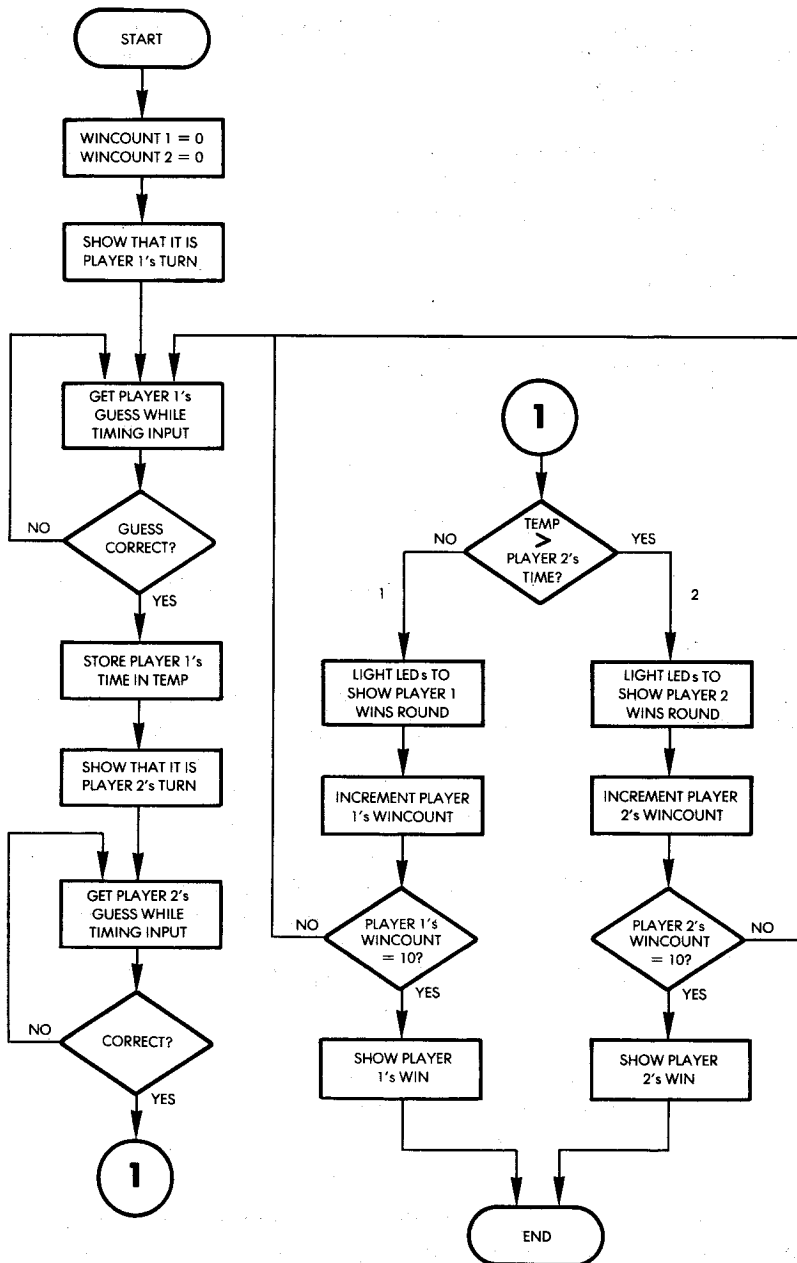 START
WINCOUNT 1 = 0
WINCOUNT 2 = 0
SHOW THAT IT IS
PLAYER 1's TURN
GET PLAYER 1's
GUESS WHILE
TIMING INPUT
GUESS
CORRECT?
NO
YES
STORE PLAYER 1's
TIME IN TEMP
SHOW THAT IT IS
PLAYER 2's TURN
GET PLAYER 2's
GUESS WHILE
TIMING INPUT
CORRECT?
NO
YES
1
1
TEMP
>
PLAYER 2's
TIME?
NO
YES
1
2
LIGHT LEDs TO
SHOW PLAYER 1
WINS ROUND
INCREMENT PLAYER
1's WINCOUNT
PLAYER 1's
WINCOUNT
= 10?
NO
YES
SHOW PLAYER
1's WIN
LIGHT LEDs TO
SHOW PLAYER 2
WINS ROUND
INCREMENT PLAYER
2's WINCOUNT
PLAYER 2's
WINCOUNT
= 10?
NO
YES
SHOW PLAYER
2's WIN
END